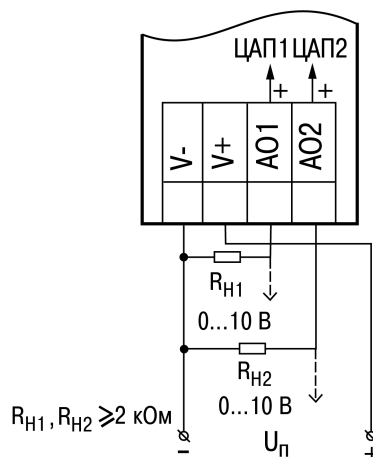 ЦАП1 ЦАП2
+ +
V- V+ AO1 AO2
RН1
0...10 В
RН2
RН1, RН2 ⩾2 кОм
0...10 В
- Uп +